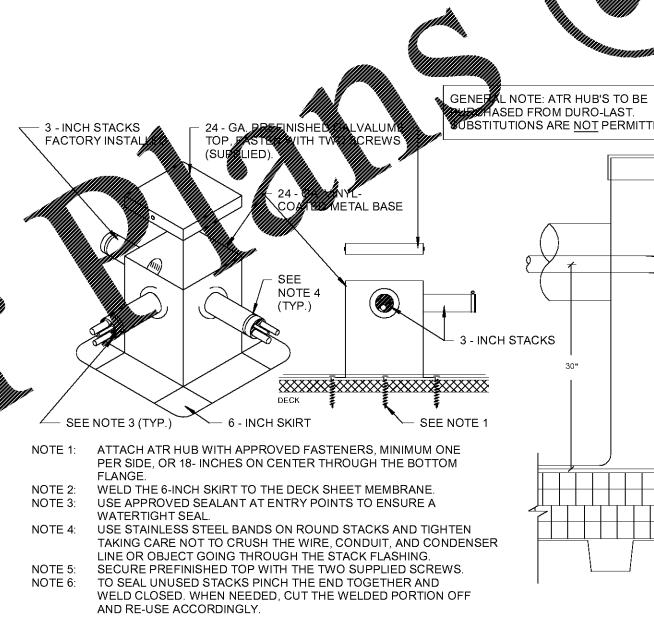 Plans ©
GENERAL NOTE: ATR HUB'S TO BE
PURCHASED FROM DURO-LAST.
SUBSTITUTIONS ARE NOT
3 - INCH STACKS
FACTORY INSTALLED
24 - GA. PREFINISHED GALVALUME
TOP, FASTEN WITH TWO SCREWS
(SUPPLIED).
24 - GA. VINYL-
COATED METAL BASE
SEE
NOTE 4
(TYP.)
3 - INCH STACKS
30"
DECK
SEE NOTE 3 (TYP.)
6 - INCH SKIRT
SEE NOTE 1
NOTE 1: ATTACH ATR HUB WITH APPROVED FASTENERS, MINIMUM ONE
PER SIDE, OR 18- INCHES ON CENTER THROUGH THE BOTTOM
FLANGE.
NOTE 2: WELD THE 6-INCH SKIRT TO THE DECK SHEET MEMBRANE.
NOTE 3: USE APPROVED SEALANT AT ENTRY POINTS TO ENSURE A
WATERTIGHT SEAL.
NOTE 4: USE STAINLESS STEEL BANDS ON ROUND STACKS AND TIGHTEN
TAKING CARE NOT TO CRUSH THE WIRE, CONDUIT, AND CONDENSER
LINE OR OBJECT GOING THROUGH THE STACK FLASHING.
NOTE 5: SECURE PREFINISHED TOP WITH THE TWO SUPPLIED SCREWS.
NOTE 6: TO SEAL UNUSED STACKS PINCH THE END TOGETHER AND
WELD CLOSED. WHEN NEEDED, CUT THE WELDED PORTION OFF
AND RE-USE ACCORDINGLY.